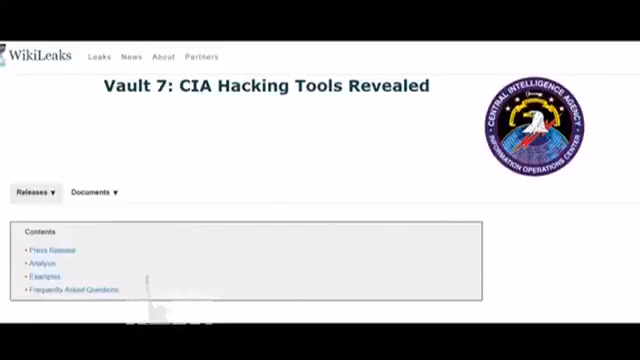 WikiLeaks Leaks News About Partners
Vault 7: CIA Hacking Tools Revealed
CENTRAL INTELLIGENCE AGENCY
INFORMATION OPERATIONS CENTER
Releases ▼ Documents ▼
Contents
• Press Release
• Analysis
• Examples
• Frequently Asked Questions